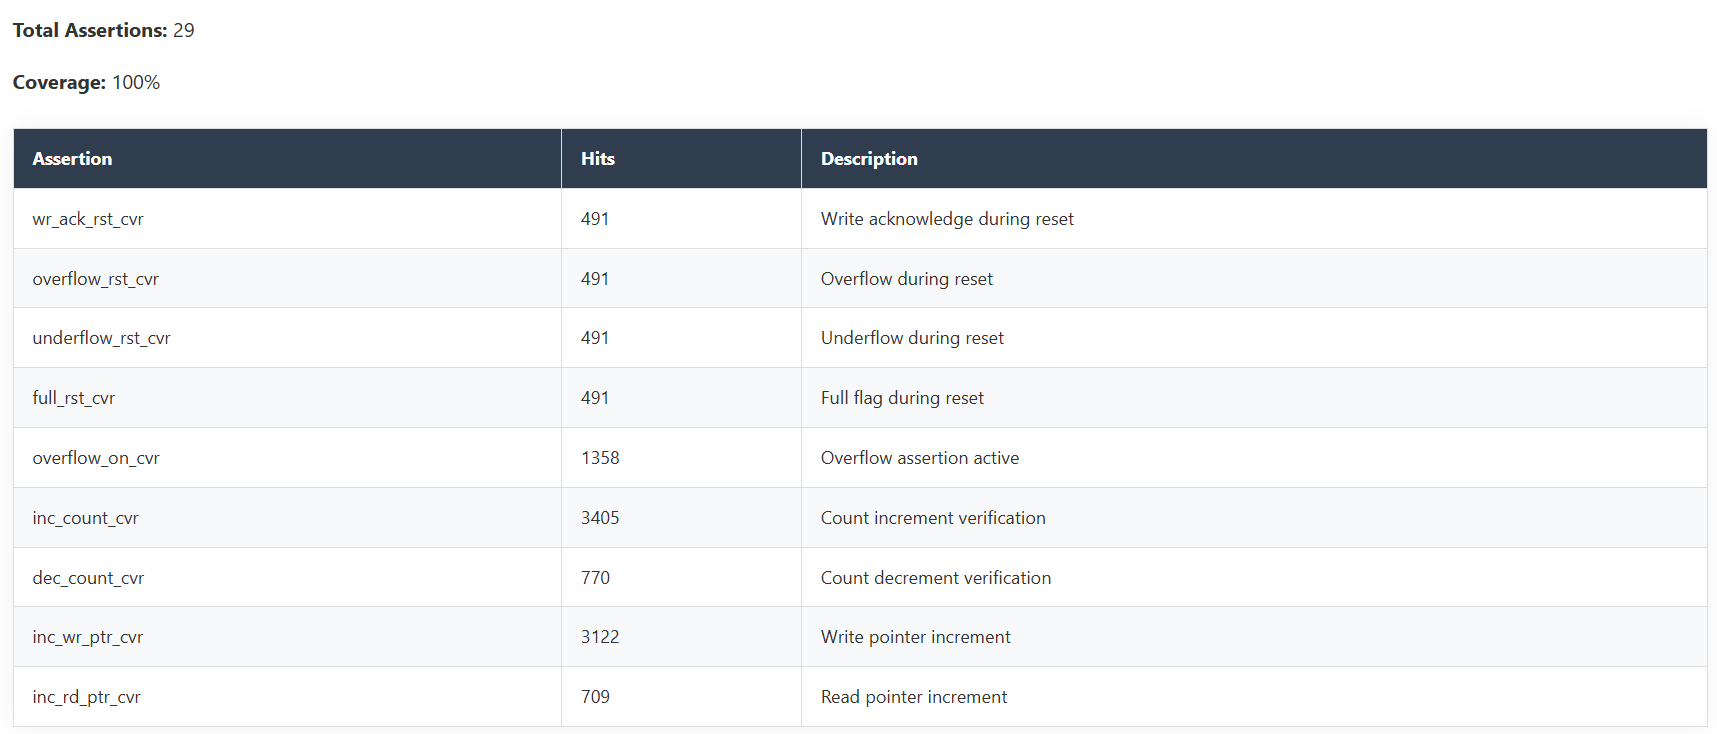 Total Assertions: 29
Coverage: 100%
Assertion Hits Description
wr_ack_rst_cvr 491 Write acknowledge during reset
overflow_rst_cvr 491 Overflow during reset
underflow_rst_cvr 491 Underflow during reset
full_rst_cvr 491 Full flag during reset
overflow_on_cvr 1358 Overflow assertion active
inc_count_cvr 3405 Count increment verification
dec_count_cvr 770 Count decrement verification
inc_wr_ptr_cvr 3122 Write pointer increment
inc_rd_ptr_cvr 709 Read pointer increment